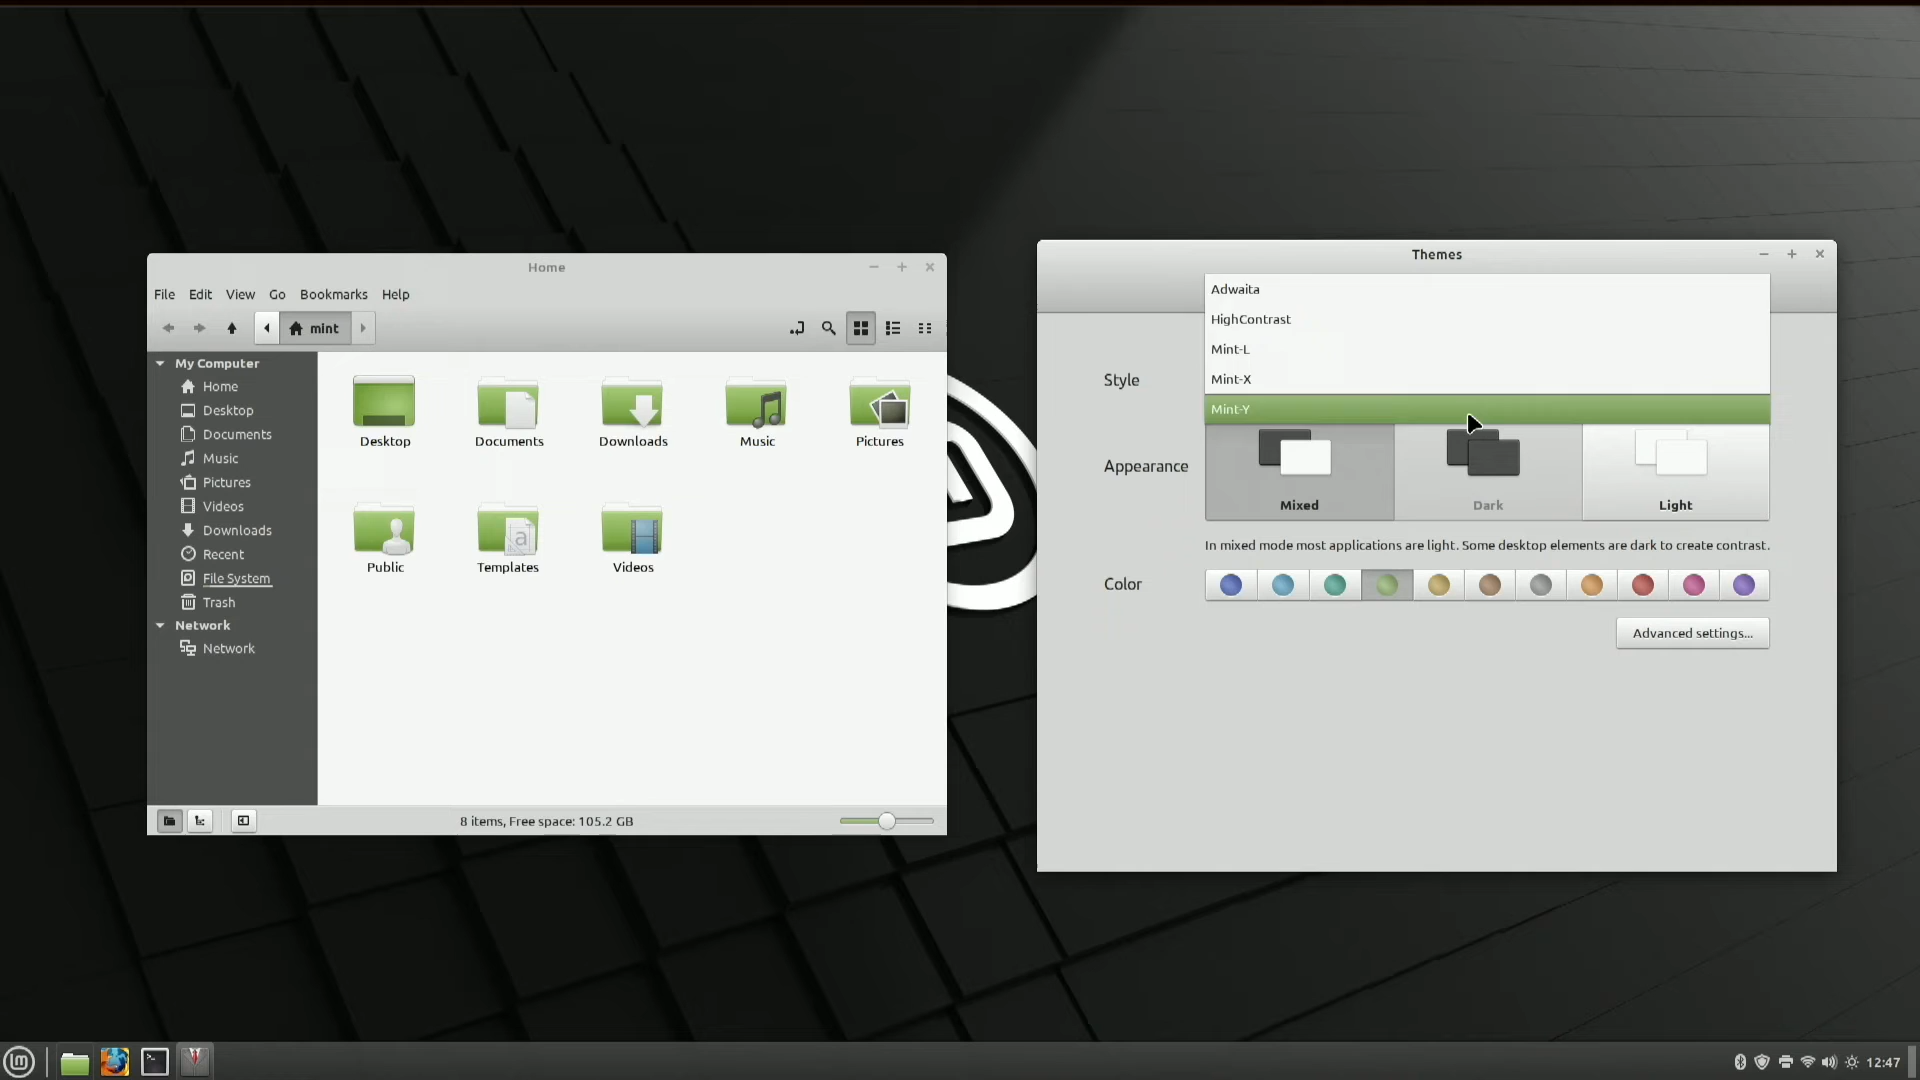 Home
File Edit View Go Bookmarks Help
mint
My Computer
Home
Desktop
Documents
Music
Pictures
Videos
Downloads
Recent
File System
Trash
Network
Network
Desktop Documents Downloads Music Pictures
Public Templates Videos
8 items, Free space: 105.2 GB
Themes
Adwaita
HighContrast
Mint-L
Style
Mint-X
Mint-Y
Appearance
Mixed Dark Light
In mixed mode most applications are light. Some desktop elements are dark to create contrast.
Color
Advanced settings...
12:47